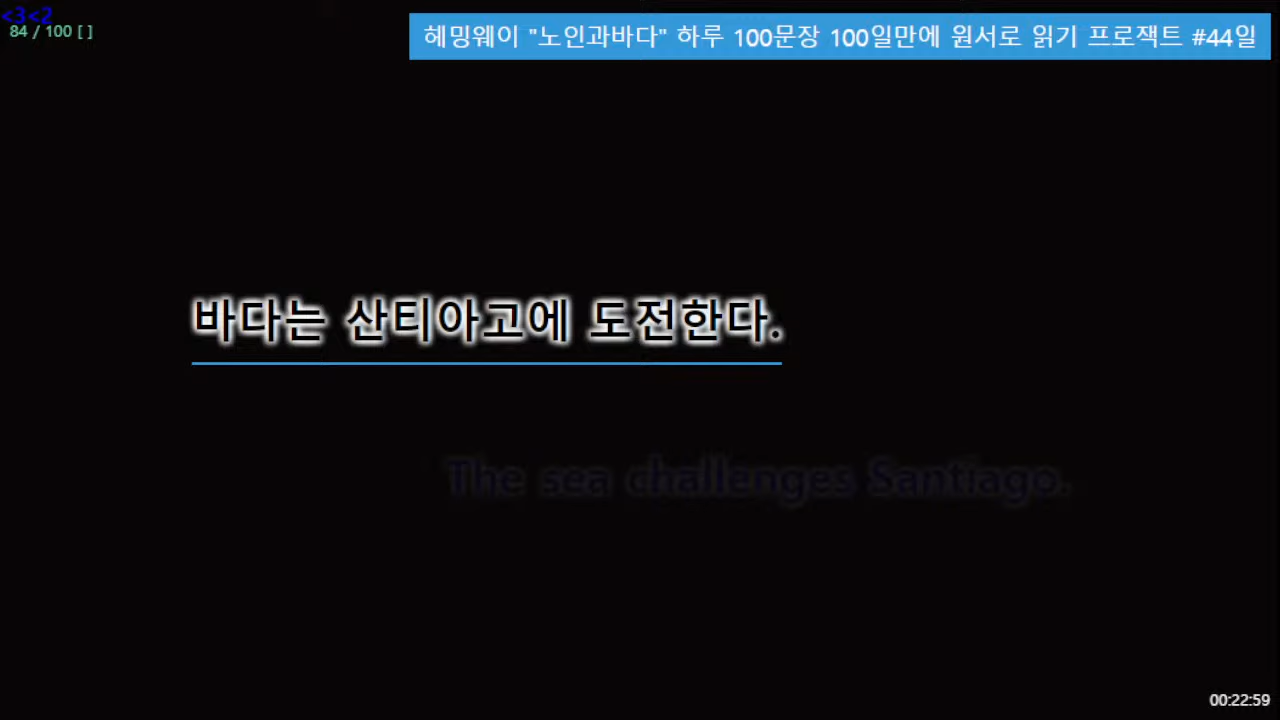 <3<2
84 / 100 [ ]
헤밍웨이 "노인과바다" 하루 100문장 100일만에 원서로 읽기 프로잭트 #44일
바다는 산티아고에 도전한다.
The sea challenges Santiago.
00:22:59